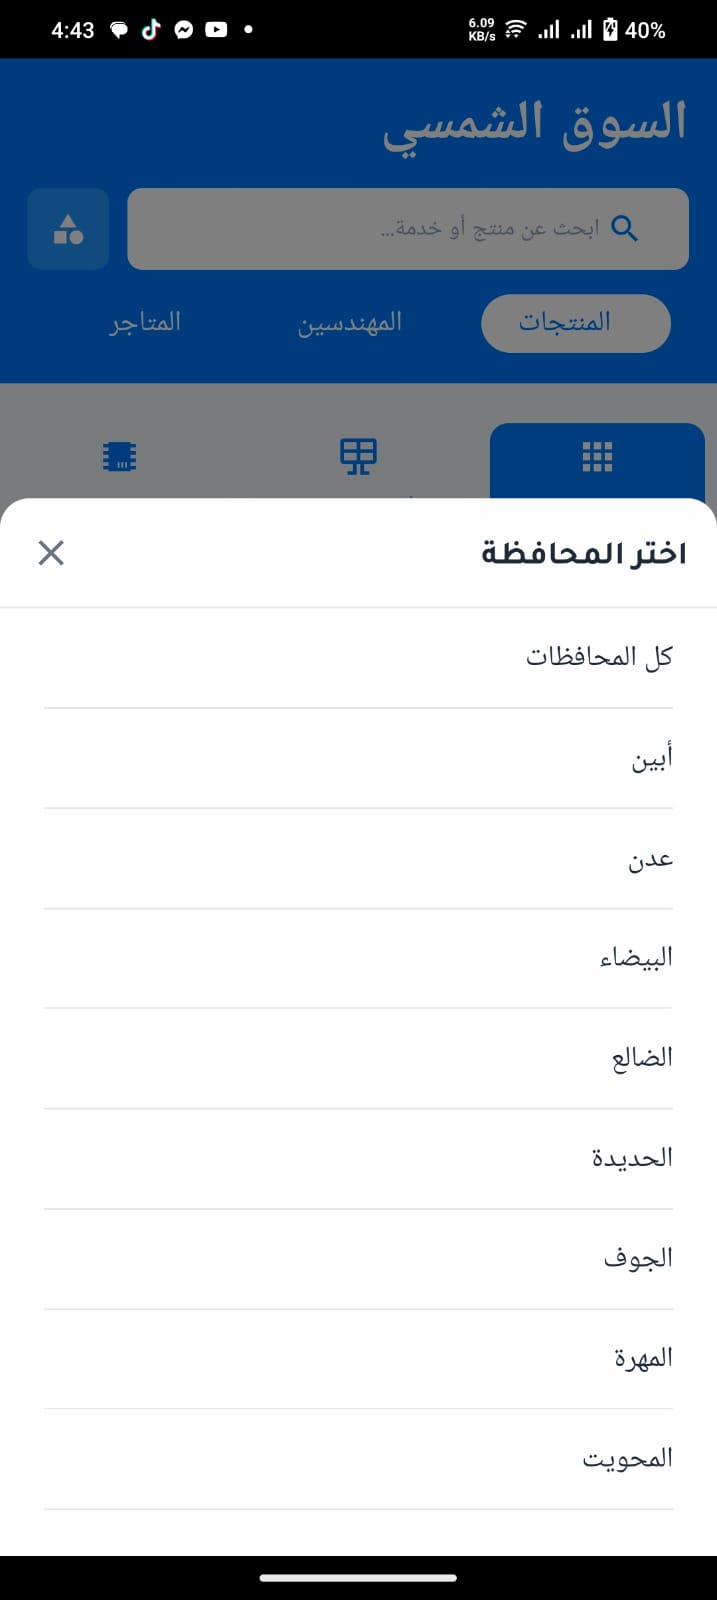 4:43
6.09
KB/s
40%
السوق الشمسي
ابحث عن منتج أو خدمة...
المنتجات
المهندسين
المتاجر
اختر المحافظة
كل المحافظات
أبين
عدن
البيضاء
الضالع
الحديدة
الجوف
المهرة
المحويت